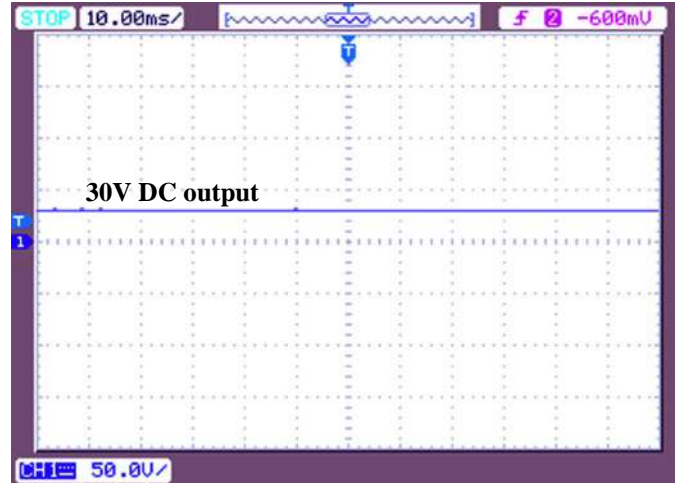 STOP 10.00ms/ T f 2 -600mV
T
30V DC output
T
1
CH1 50.0V/